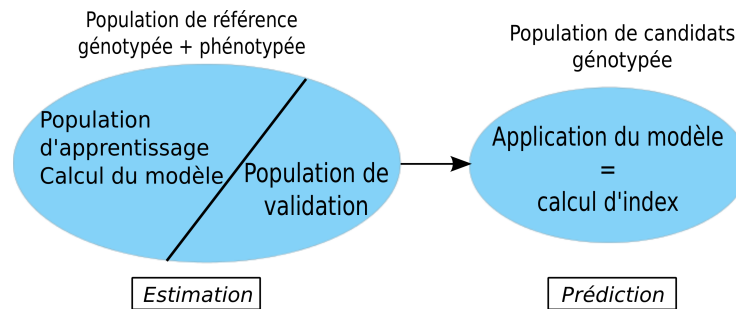 Population de référence
génotypée + phénotypée
Population
d'apprentissage
Calcul du modèle
Population de
validation
Estimation
Population de candidats
génotypée
Application du modèle
=
calcul d'index
Prédiction